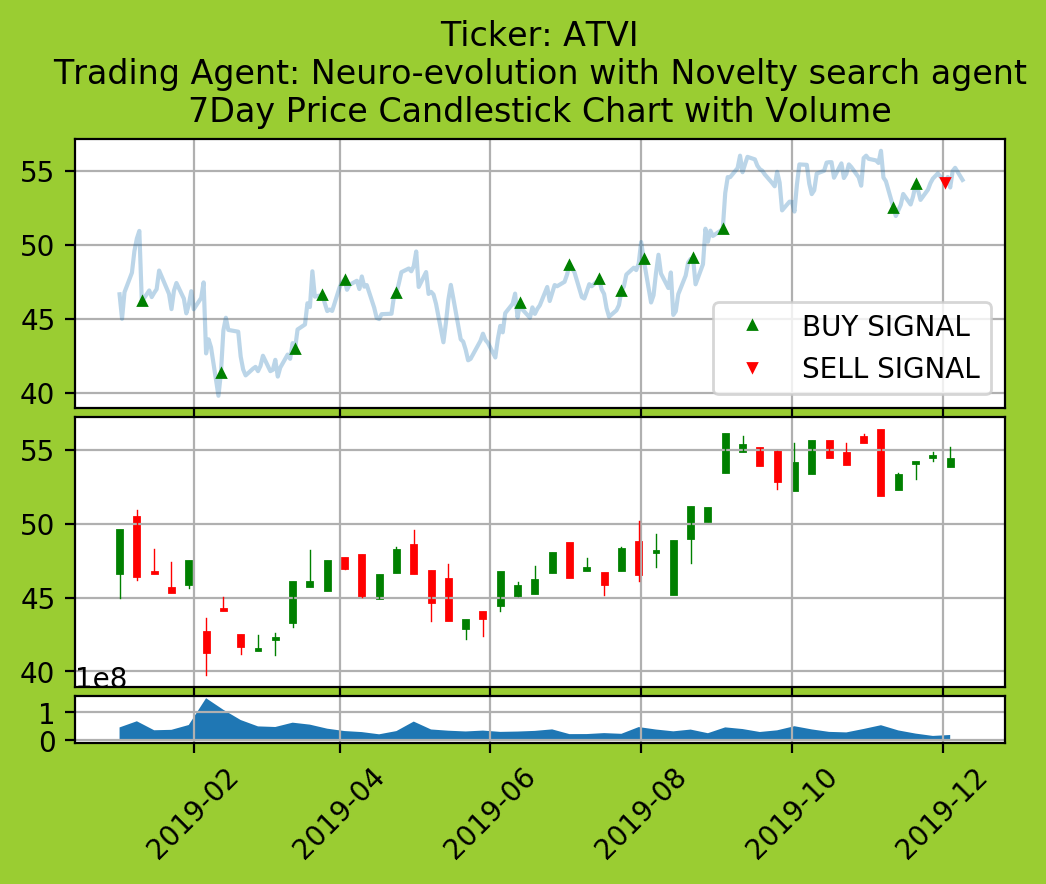 Ticker: ATVI
Trading Agent: Neuro-evolution with Novelty search agent
7Day Price Candlestick Chart with Volume
55
50
45
40
BUY SIGNAL
SELL SIGNAL
55
50
45
40
1e8
1
0
2019-02
2019-04
2019-06
2019-08
2019-10
2019-12